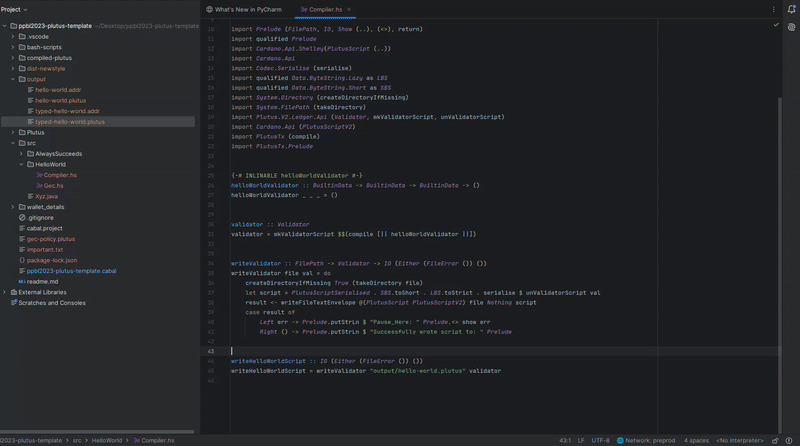 Project
What's New in PyCharm
Compiler.hs
ppbl2023-plutus-template ~/Desktop/ppbl2023-plutus-template
.vscode
bash-scripts
compiled-plutus
dist-newstyle
output
hello-world.addr
hello-world.plutus
typed-hello-world.addr
typed-hello-world.plutus
Plutus
src
AlwaysSucceeds
HelloWorld
Compiler.hs
Gec.hs
Xyz.java
wallet_details
.gitignore
cabal.project
gec-policy.plutus
important.txt
package-lock.json
ppbl2023-plutus-template.cabal
readme.md
External Libraries
Scratches and Consoles
10 import Prelude (FilePath, IO, Show (..), (<>), return)
11 import qualified Prelude
12 import Cardano.Api.Shelley(PlutusScript (..))
13 import Cardano.Api
14 import Codec.Serialise (serialise)
15 import qualified Data.ByteString.Lazy as LBS
16 import qualified Data.ByteString.Short as SBS
17 import System.Directory (createDirectoryIfMissing)
18 import System.FilePath (takeDirectory)
19 import Plutus.V2.Ledger.Api (Validator, mkValidatorScript, unValidatorScript)
20 import Cardano.Api (PlutusScriptV2)
21 import PlutusTx (compile)
22 import PlutusTx.Prelude
23
24
25 {-# INLINABLE helloWorldValidator #-}
26 helloWorldValidator :: BuiltinData -> BuiltinData -> BuiltinData -> ()
27 helloWorldValidator _ _ _ = ()
28
29
30 validator :: Validator
31 validator = mkValidatorScript $$(compile [|| helloWorldValidator ||])
32
33
34 writeValidator :: FilePath -> Validator -> IO (Either (FileError ()) ())
35 writeValidator file val = do
36 createDirectoryIfMissing True (takeDirectory file)
37 let script = PlutusScriptSerialised . SBS.toShort . LBS.toStrict . serialise $ unValidatorScript val
38 result <- writeFileTextEnvelope @(PlutusScript PlutusScriptV2) file Nothing script
39 case result of
40 Left err -> Prelude.putStrLn $ "Pause_Here: " Prelude.<> show err
41 Right () -> Prelude.putStrLn $ "Successfully wrote script to: " Prelude
42
43
44 writeHelloWorldScript :: IO (Either (FileError ()) ())
45 writeHelloWorldScript = writeValidator "output/hello-world.plutus" validator
46
l2023-plutus-template > src > HelloWorld > Compiler.hs
43:1 LF UTF-8 Network: preprod 4 spaces <No interpreter>